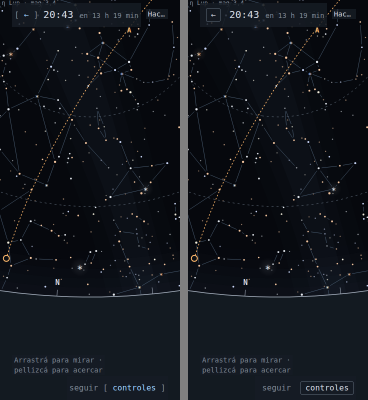 [ ← ] 20:43 en 13 h 19 min Hac…
A
N
Arrastrá para mirar ·
pellizcá para acercar
seguir [ controles ]
← 20:43 en 13 h 19 min Hac…
A
N
Arrastrá para mirar ·
pellizcá para acercar
seguir controles